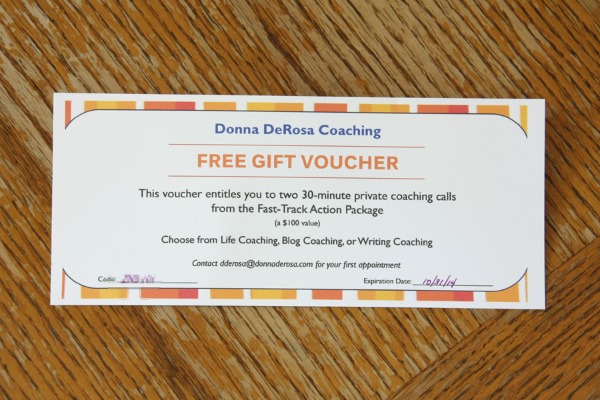 Donna DeRosa Coaching
FREE GIFT VOUCHER
This voucher entitles you to two 30-minute private coaching calls
from the Fast-Track Action Package
(a $100 value)
Choose from Life Coaching, Blog Coaching, or Writing Coaching
Contact dderosa@donnaderosa.com for your first appointment
Code:
Expiration Date: 10/31/14